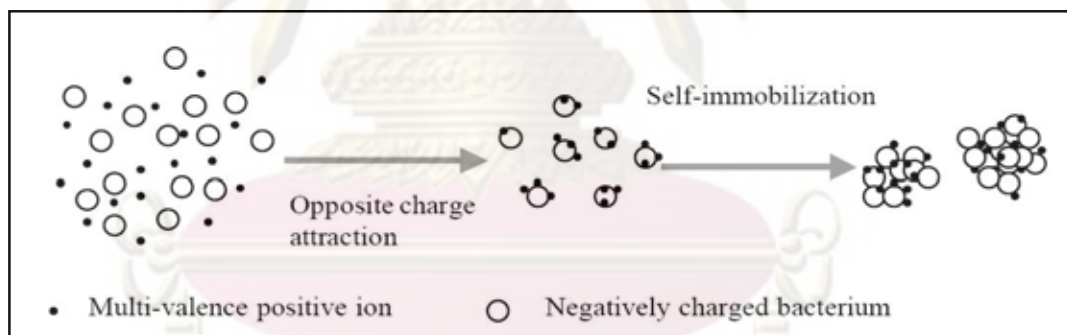 Self-immobilization
Opposite charge
attraction
Multi-valence positive ion
Negatively charged bacterium